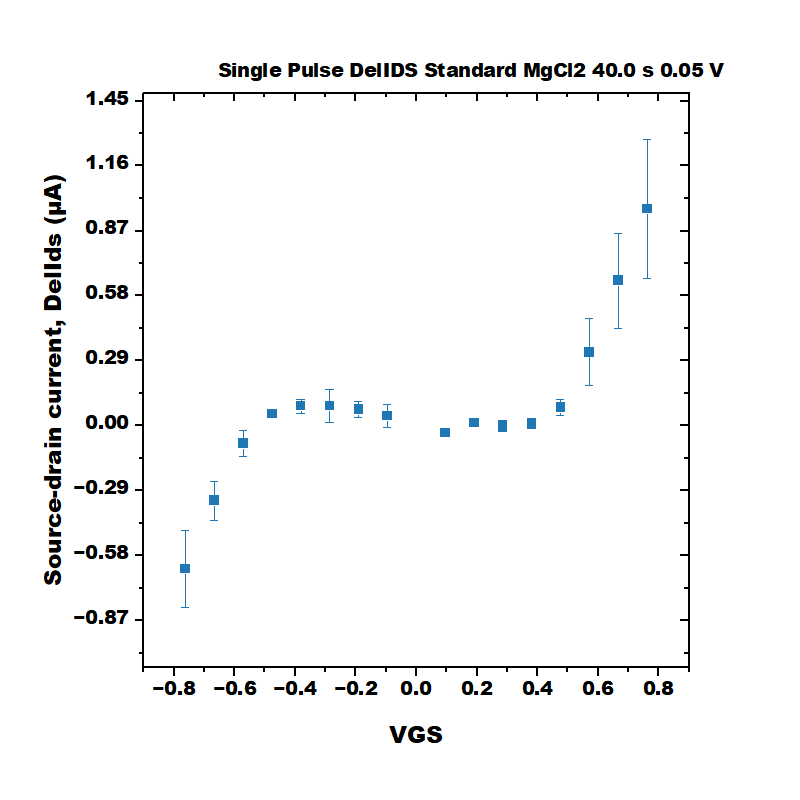 Single Pulse DelIDS Standard MgCl2 40.0 s 0.05 V
Source-drain current, DelIds (μA)
1.45
1.16
0.87
0.58
0.29
0.00
−0.29
−0.58
−0.87
−0.8 −0.6 −0.4 −0.2 0.0 0.2 0.4 0.6 0.8
VGS